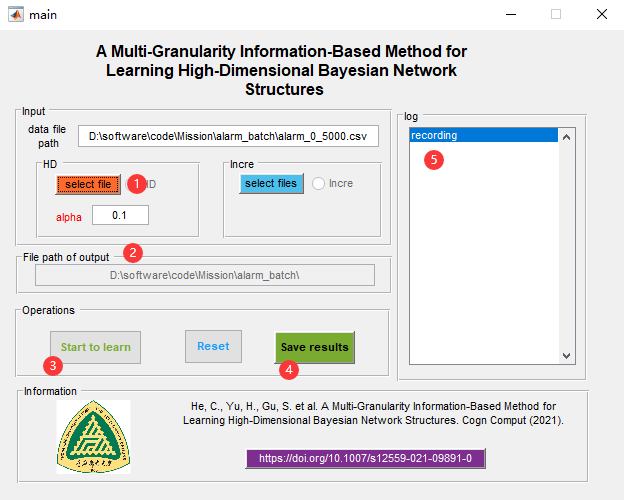 main
A Multi-Granularity Information-Based Method for
Learning High-Dimensional Bayesian Network
Structures
Input
data file
path
D:\software\code\Mission\alarm_batch\alarm_0_5000.csv
HD
select file
1
HD
alpha
0.1
Incre
select files
Incre
2
File path of output
D:\software\code\Mission\alarm_batch\
Operations
Start to learn
Reset
Save results
3
4
log
recording
5
Information
He, C., Yu, H., Gu, S. et al. A Multi-Granularity Information-Based Method for
Learning High-Dimensional Bayesian Network Structures. Cogn Comput (2021).
https://doi.org/10.1007/s12559-021-09891-0